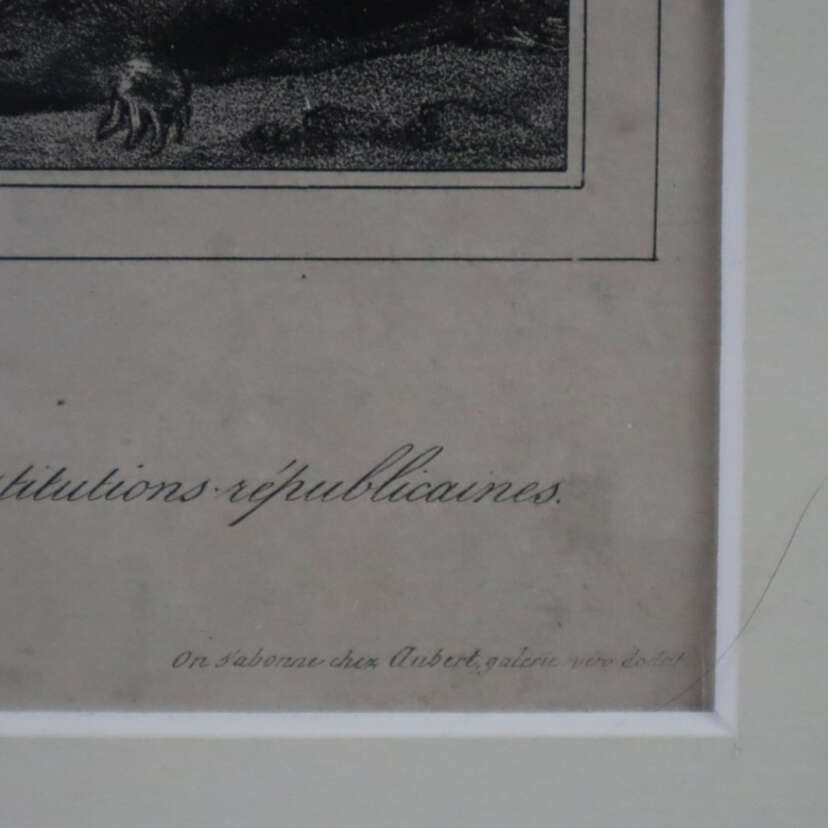 titutions républicaines.
On s'abonne chez Aubert, galerie vero dodat